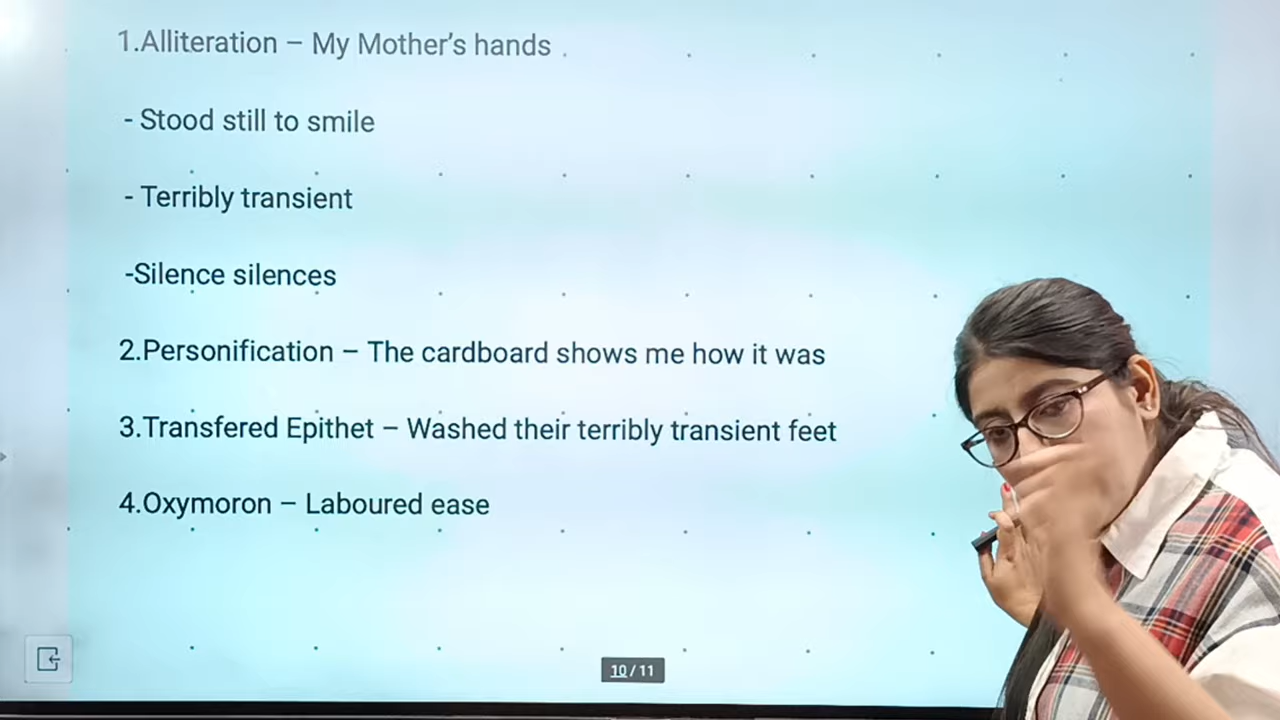 1.Alliteration – My Mother's hands
- Stood still to smile
- Terribly transient
-Silence silences
2.Personification – The cardboard shows me how it was
3.Transfered Epithet – Washed their terribly transient feet
4.Oxymoron – Laboured ease
10/11